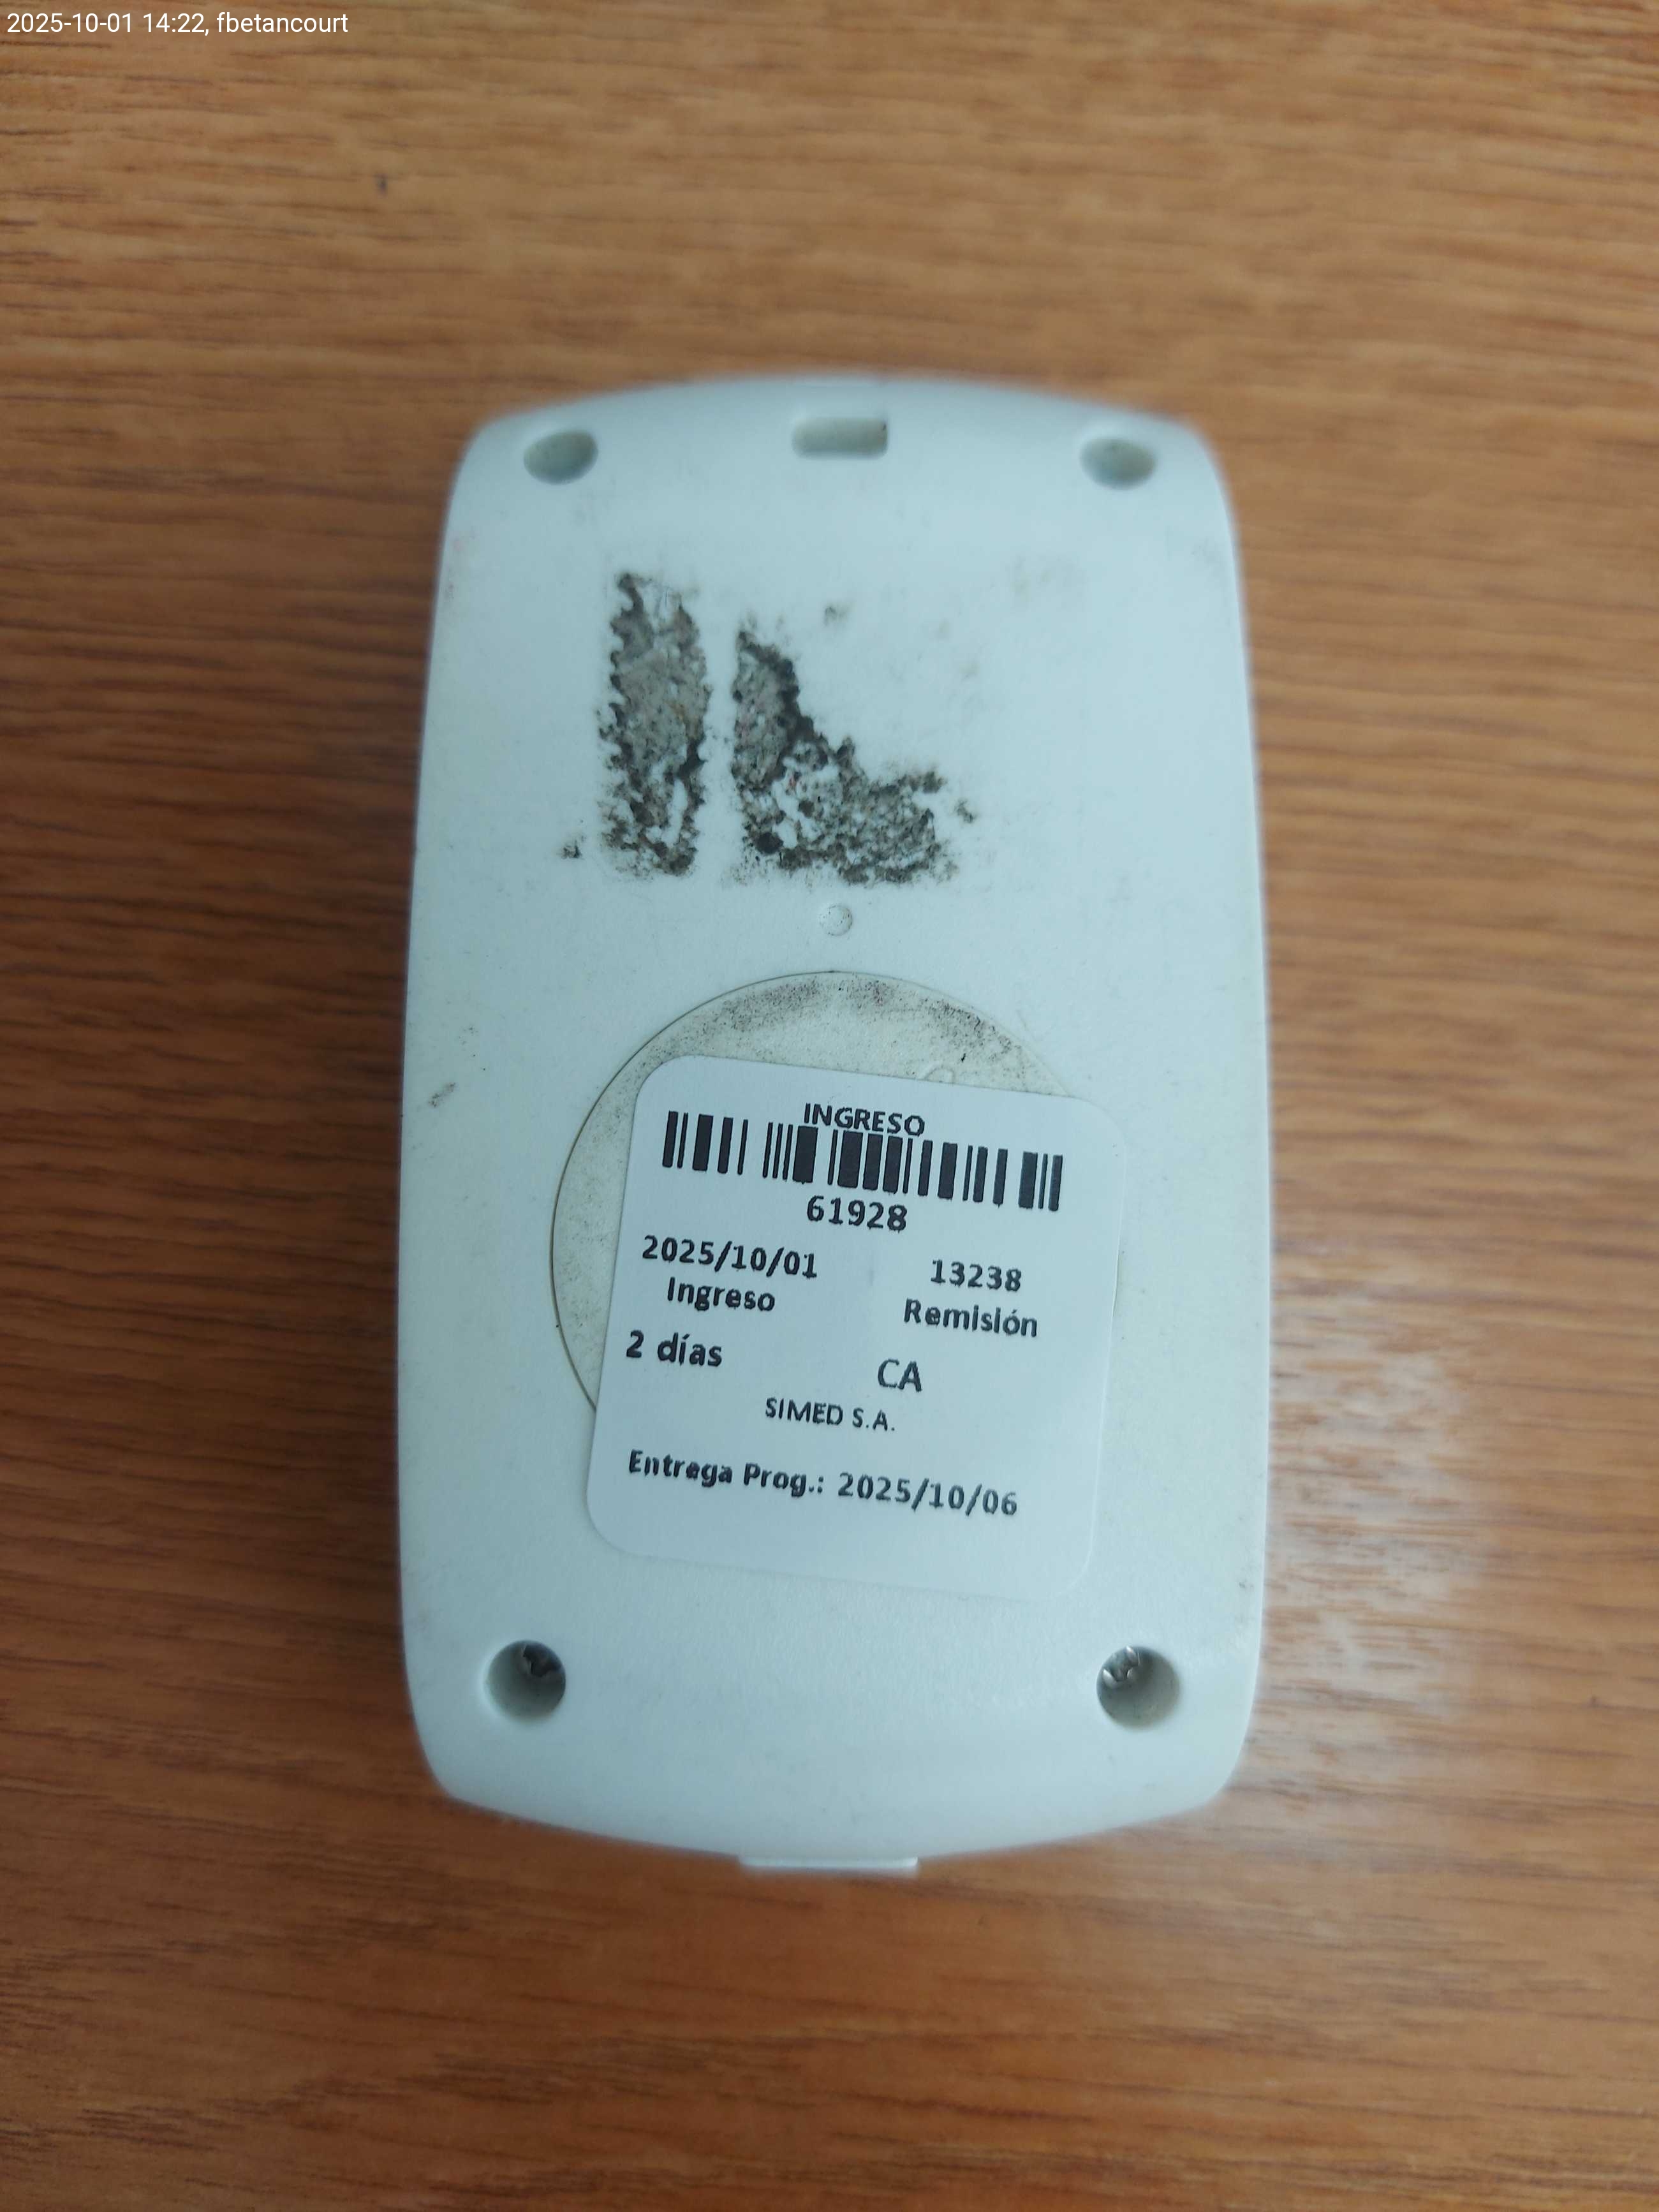 2025-10-01 14:22, fbetancourt
INGRESO
61928
2025/10/01 13238
Ingreso Remisión
2 días CA
SIMED S.A.
Entrega Prog.: 2025/10/06